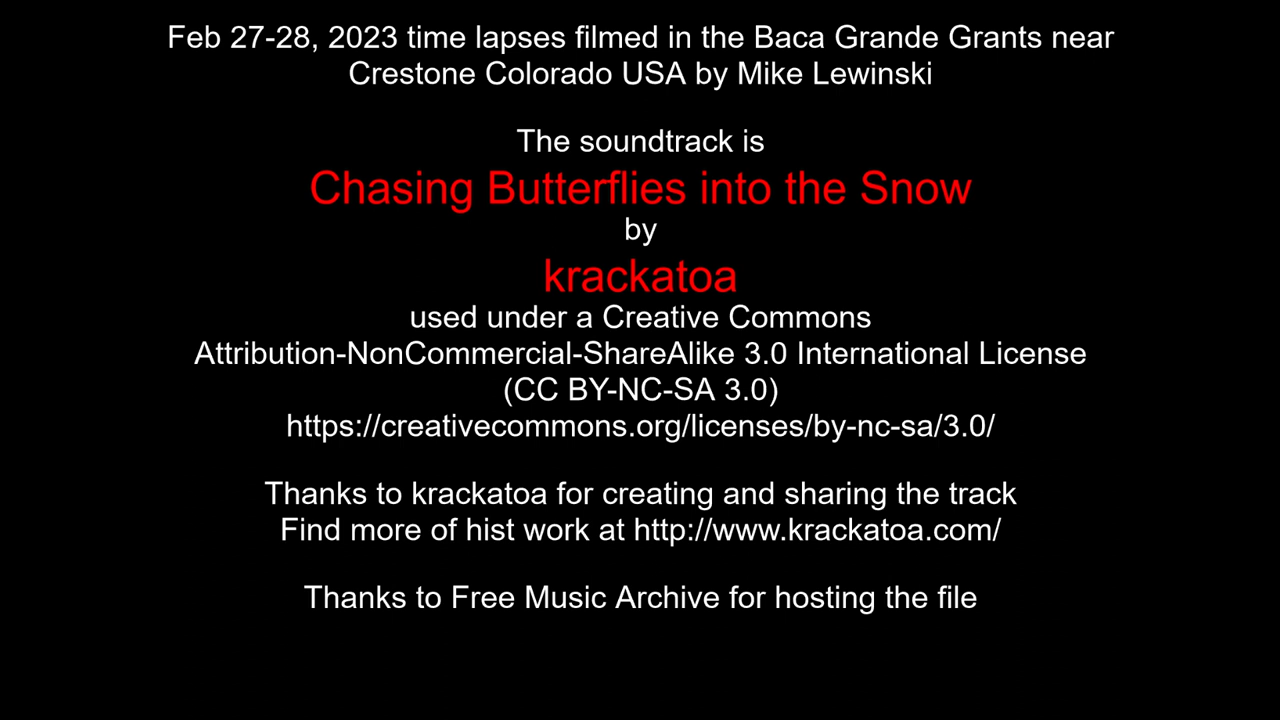 Feb 27-28, 2023 time lapses filmed in the Baca Grande Grants near
Crestone Colorado USA by Mike Lewinski
The soundtrack is
Chasing Butterflies into the Snow
by
krackatoa
used under a Creative Commons
Attribution-NonCommercial-ShareAlike 3.0 International License
(CC BY-NC-SA 3.0)
https://creativecommons.org/licenses/by-nc-sa/3.0/
Thanks to krackatoa for creating and sharing the track
Find more of hist work at http://www.krackatoa.com/
Thanks to Free Music Archive for hosting the file